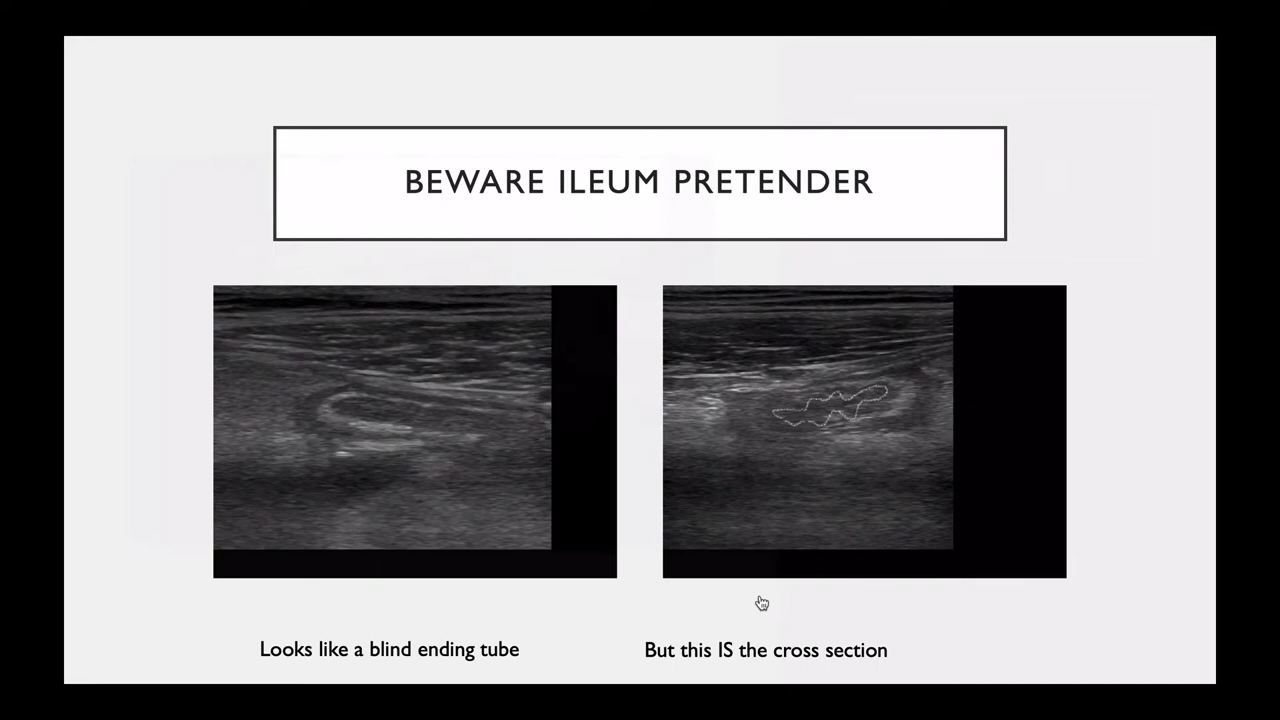 BEWARE ILEUM PRETENDER
Looks like a blind ending tube
But this IS the cross section